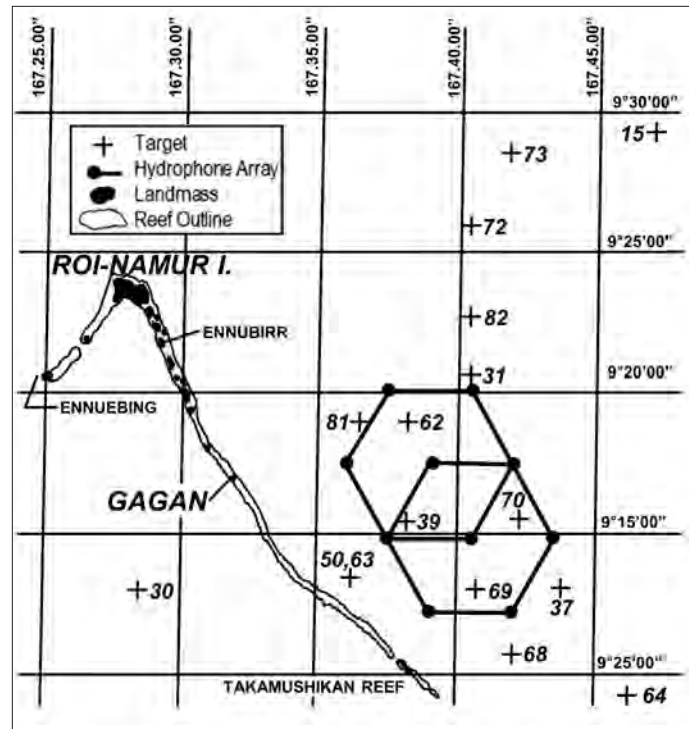 167.25.00"
167.30.00"
167.35.00"
167.40.00"
167.45.00"
9°30'00"
15
73
Target
Hydrophone Array
Landmass
Reef Outline
72
9°25'00"
ROI-NAMUR I.
82
ENNUBIRR
31
9°20'00"
ENNUEBING
81
62
GAGAN
70
39
9°15'00"
50,63
30
69
37
68
9°25'00"
TAKAMUSHIKAN REEF
64